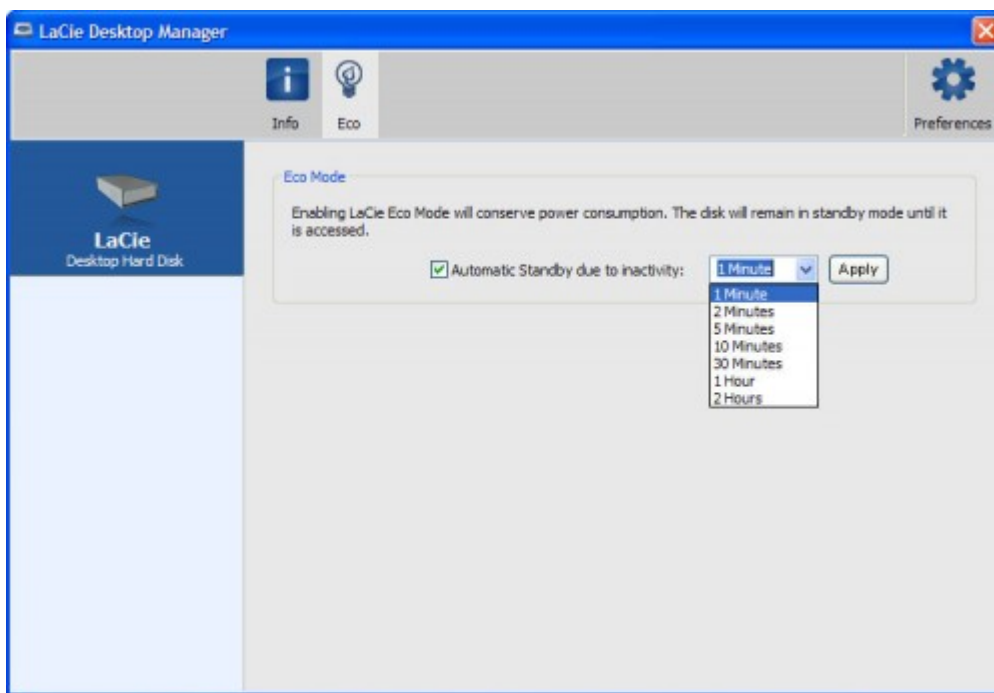 LaCie Desktop Manager
Info
Eco
Preferences
LaCie
Desktop Hard Disk
Eco Mode
Enabling LaCie Eco Mode will conserve power consumption. The disk will remain in standby mode until it
is accessed.
Automatic Standby due to inactivity:
1 Minute
Apply
1 Minute
2 Minutes
5 Minutes
10 Minutes
30 Minutes
1 Hour
2 Hours